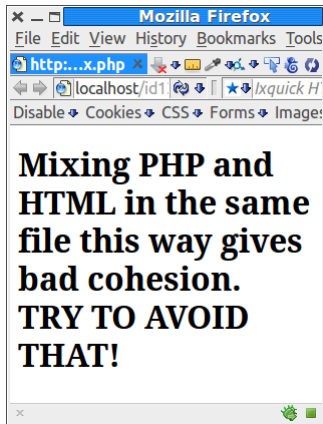 Mozilla Firefox
File Edit View History Bookmarks Tools
http:...x.php
localhost/id1 Ixquick H
Disable Cookies CSS Forms Images
Mixing PHP and
HTML in the same
file this way gives
bad cohesion.
TRY TO AVOID
THAT!